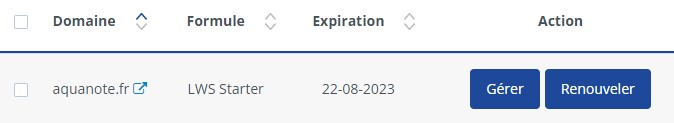 Domaine Formule Expiration Action
aquanote.fr LWS Starter 22-08-2023 Gérer Renouveler